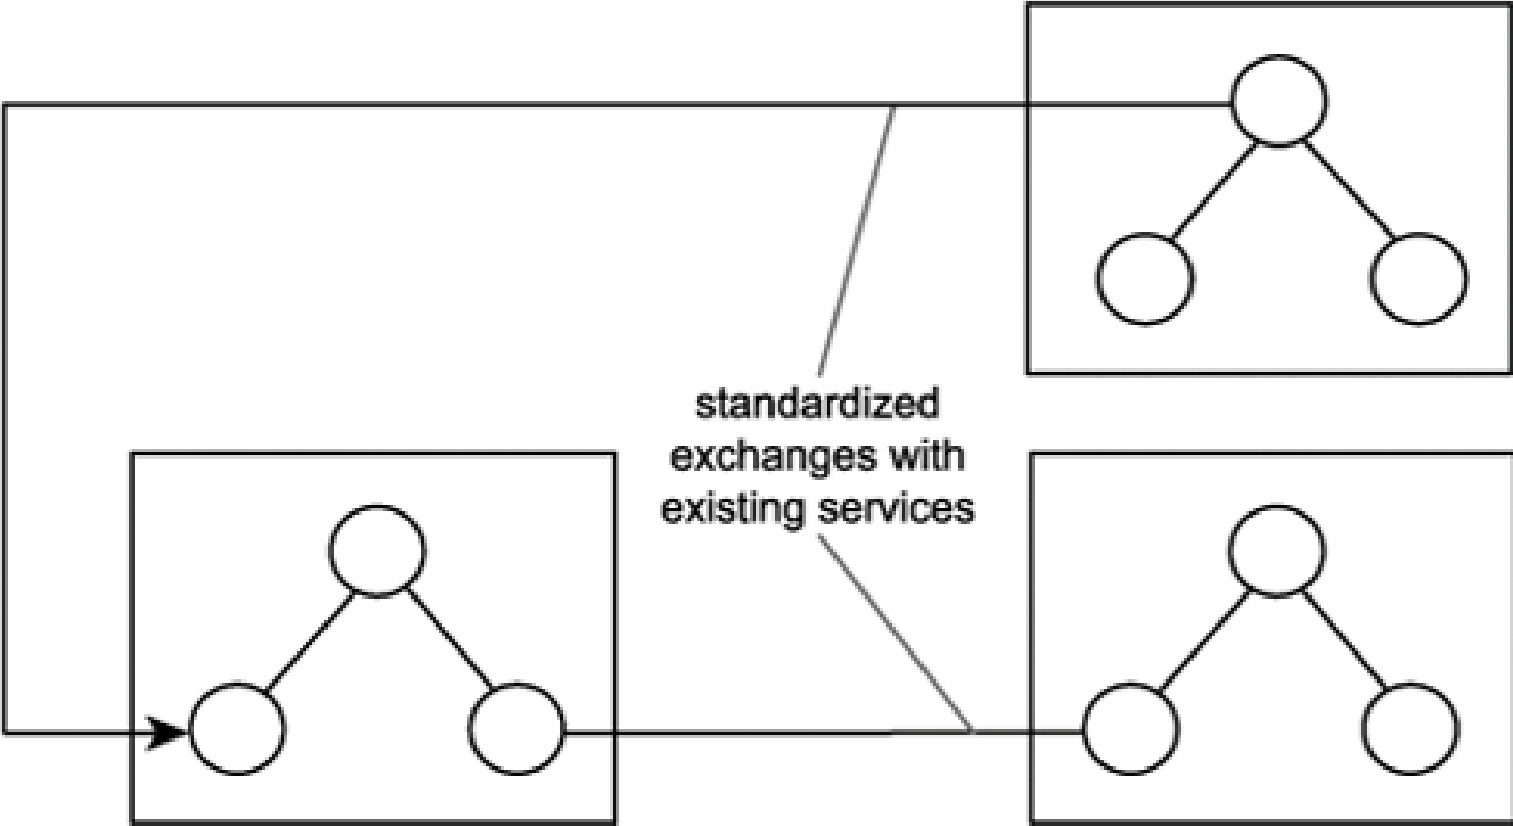 standardized
exchanges with
existing services